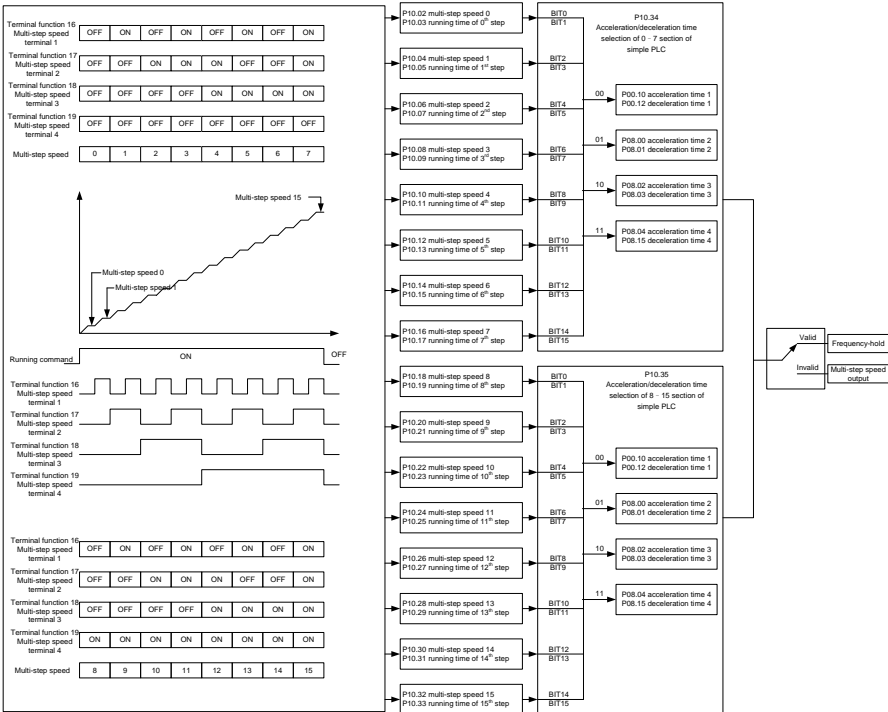 Terminal function 16
Multi-step speed
terminal 1
OFF ON OFF ON OFF ON OFF ON
Terminal function 17
Multi-step speed
terminal 2
OFF OFF ON ON OFF OFF ON ON
Terminal function 18
Multi-step speed
terminal 3
OFF OFF OFF OFF ON ON ON ON
Terminal function 19
Multi-step speed
terminal 4
OFF OFF OFF OFF OFF OFF OFF OFF
Multi-step speed
0 1 2 3 4 5 6 7
Multi-step speed 15
Multi-step speed 0
Multi-step speed 1
Running command
ON
OFF
Terminal function 16
Multi-step speed
terminal 1
Terminal function 17
Multi-step speed
terminal 2
Terminal function 18
Multi-step speed
terminal 3
Terminal function 19
Multi-step speed
terminal 4
Terminal function 16
Multi-step speed
terminal 1
OFF ON OFF ON OFF ON OFF ON
Terminal function 17
Multi-step speed
terminal 2
OFF OFF ON ON OFF OFF ON ON
Terminal function 18
Multi-step speed
terminal 3
OFF OFF OFF OFF ON ON ON ON
Terminal function 19
Multi-step speed
terminal 4
ON ON ON ON ON ON ON ON
Multi-step speed
8 9 10 11 12 13 14 15
P10.02 multi-step speed 0
P10.03 running time of 0th step
BIT0
BIT1
P10.04 multi-step speed 1
P10.05 running time of 1st step
BIT2
BIT3
P10.06 multi-step speed 2
P10.07 running time of 2nd step
BIT4
BIT5
P10.08 multi-step speed 3
P10.09 running time of 3rd step
BIT6
BIT7
P10.10 multi-step speed 4
P10.11 running time of 4th step
BIT8
BIT9
P10.12 multi-step speed 5
P10.13 running time of 5th step
BIT10
BIT11
P10.14 multi-step speed 6
P10.15 running time of 6th step
BIT12
BIT13
P10.16 multi-step speed 7
P10.17 running time of 7th step
BIT14
BIT15
P10.18 multi-step speed 8
P10.19 running time of 8th step
BIT0
BIT1
P10.20 multi-step speed 9
P10.21 running time of 9th step
BIT2
BIT3
P10.22 multi-step speed 10
P10.23 running time of 10th step
BIT4
BIT5
P10.24 multi-step speed 11
P10.25 running time of 11th step
BIT6
BIT7
P10.26 multi-step speed 12
P10.27 running time of 12th step
BIT8
BIT9
P10.28 multi-step speed 13
P10.29 running time of 13th step
BIT10
BIT11
P10.30 multi-step speed 14
P10.31 running time of 14th step
BIT12
BIT13
P10.32 multi-step speed 15
P10.33 running time of 15th step
BIT14
BIT15
P10.34
Acceleration/deceleration time
selection of 0 - 7 section of
simple PLC
00
P00.10 acceleration time 1
P00.12 deceleration time 1
01
P08.00 acceleration time 2
P08.01 deceleration time 2
10
P08.02 acceleration time 3
P08.03 deceleration time 3
11
P08.04 acceleration time 4
P08.15 deceleration time 4
P10.35
Acceleration/deceleration time
selection of 8 - 15 section of
simple PLC
00
P00.10 acceleration time 1
P00.12 deceleration time 1
01
P08.00 acceleration time 2
P08.01 deceleration time 2
10
P08.02 acceleration time 3
P08.03 deceleration time 3
11
P08.04 acceleration time 4
P08.15 deceleration time 4
Valid
Frequency-hold
Invalid
Multi-step speed
output